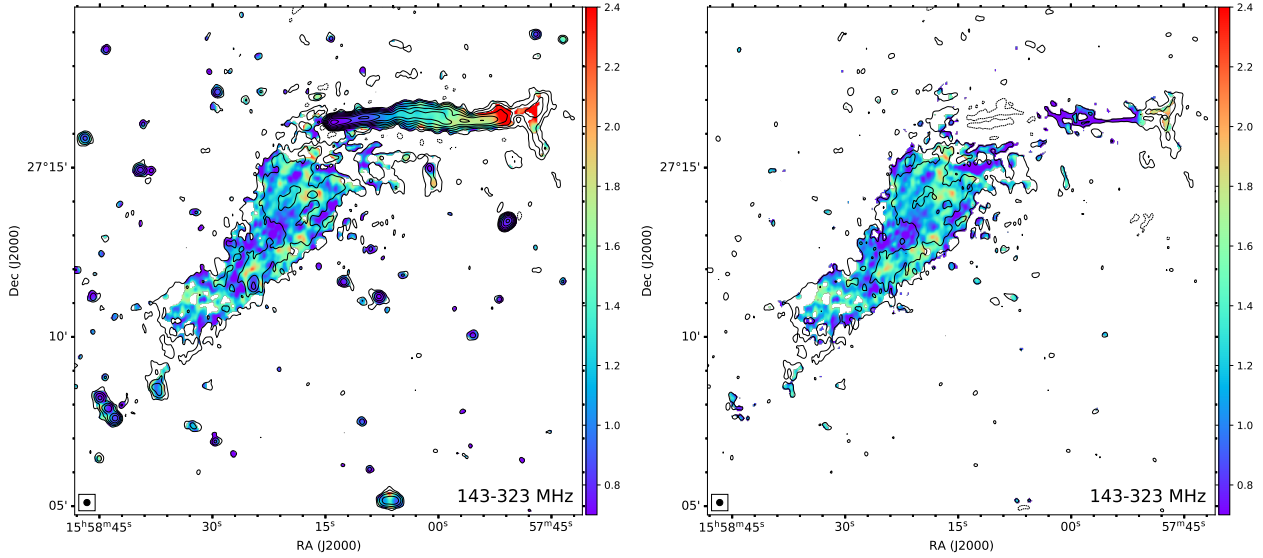 2.4
2.2
2.0
1.8
1.6
1.4
1.2
1.0
0.8
27°15'
10'
05'
Dec (J2000)
143-323 MHz
15ʰ58ᵐ45ˢ
30ˢ
15ˢ
00ˢ
57ᵐ45ˢ
RA (J2000)
2.4
2.2
2.0
1.8
1.6
1.4
1.2
1.0
0.8
27°15'
10'
05'
Dec (J2000)
143-323 MHz
15ʰ58ᵐ45ˢ
30ˢ
15ˢ
00ˢ
57ᵐ45ˢ
RA (J2000)